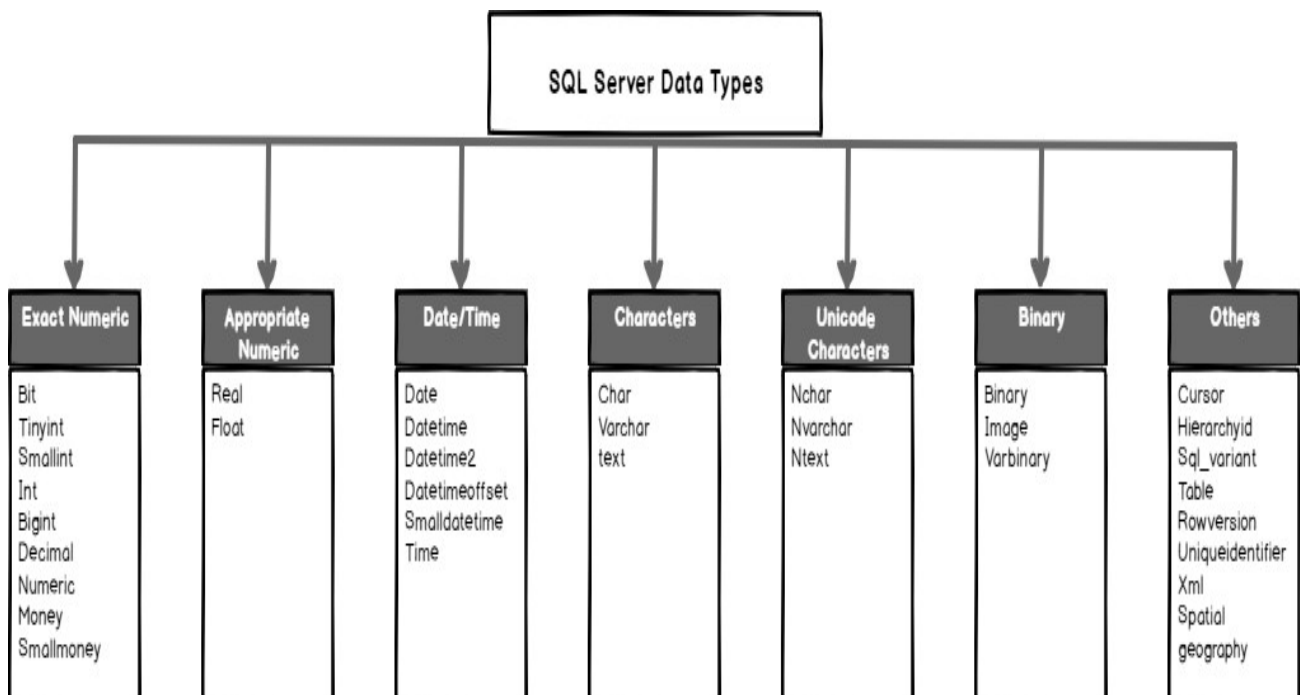 SQL Server Data Types
Exact Numeric
Bit
Tinyint
Smallint
Int
Bigint
Decimal
Numeric
Money
Smallmoney
Appropriate
Numeric
Real
Float
Date/Time
Date
Datetime
Datetime2
Datetimeoffset
Smalldatetime
Time
Characters
Char
Varchar
text
Unicode
Characters
Nchar
Nvarchar
Ntext
Binary
Binary
Image
Varbinary
Others
Cursor
Hierarchyid
Sql_variant
Table
Rowversion
Uniqueidentifier
Xml
Spatial
geography